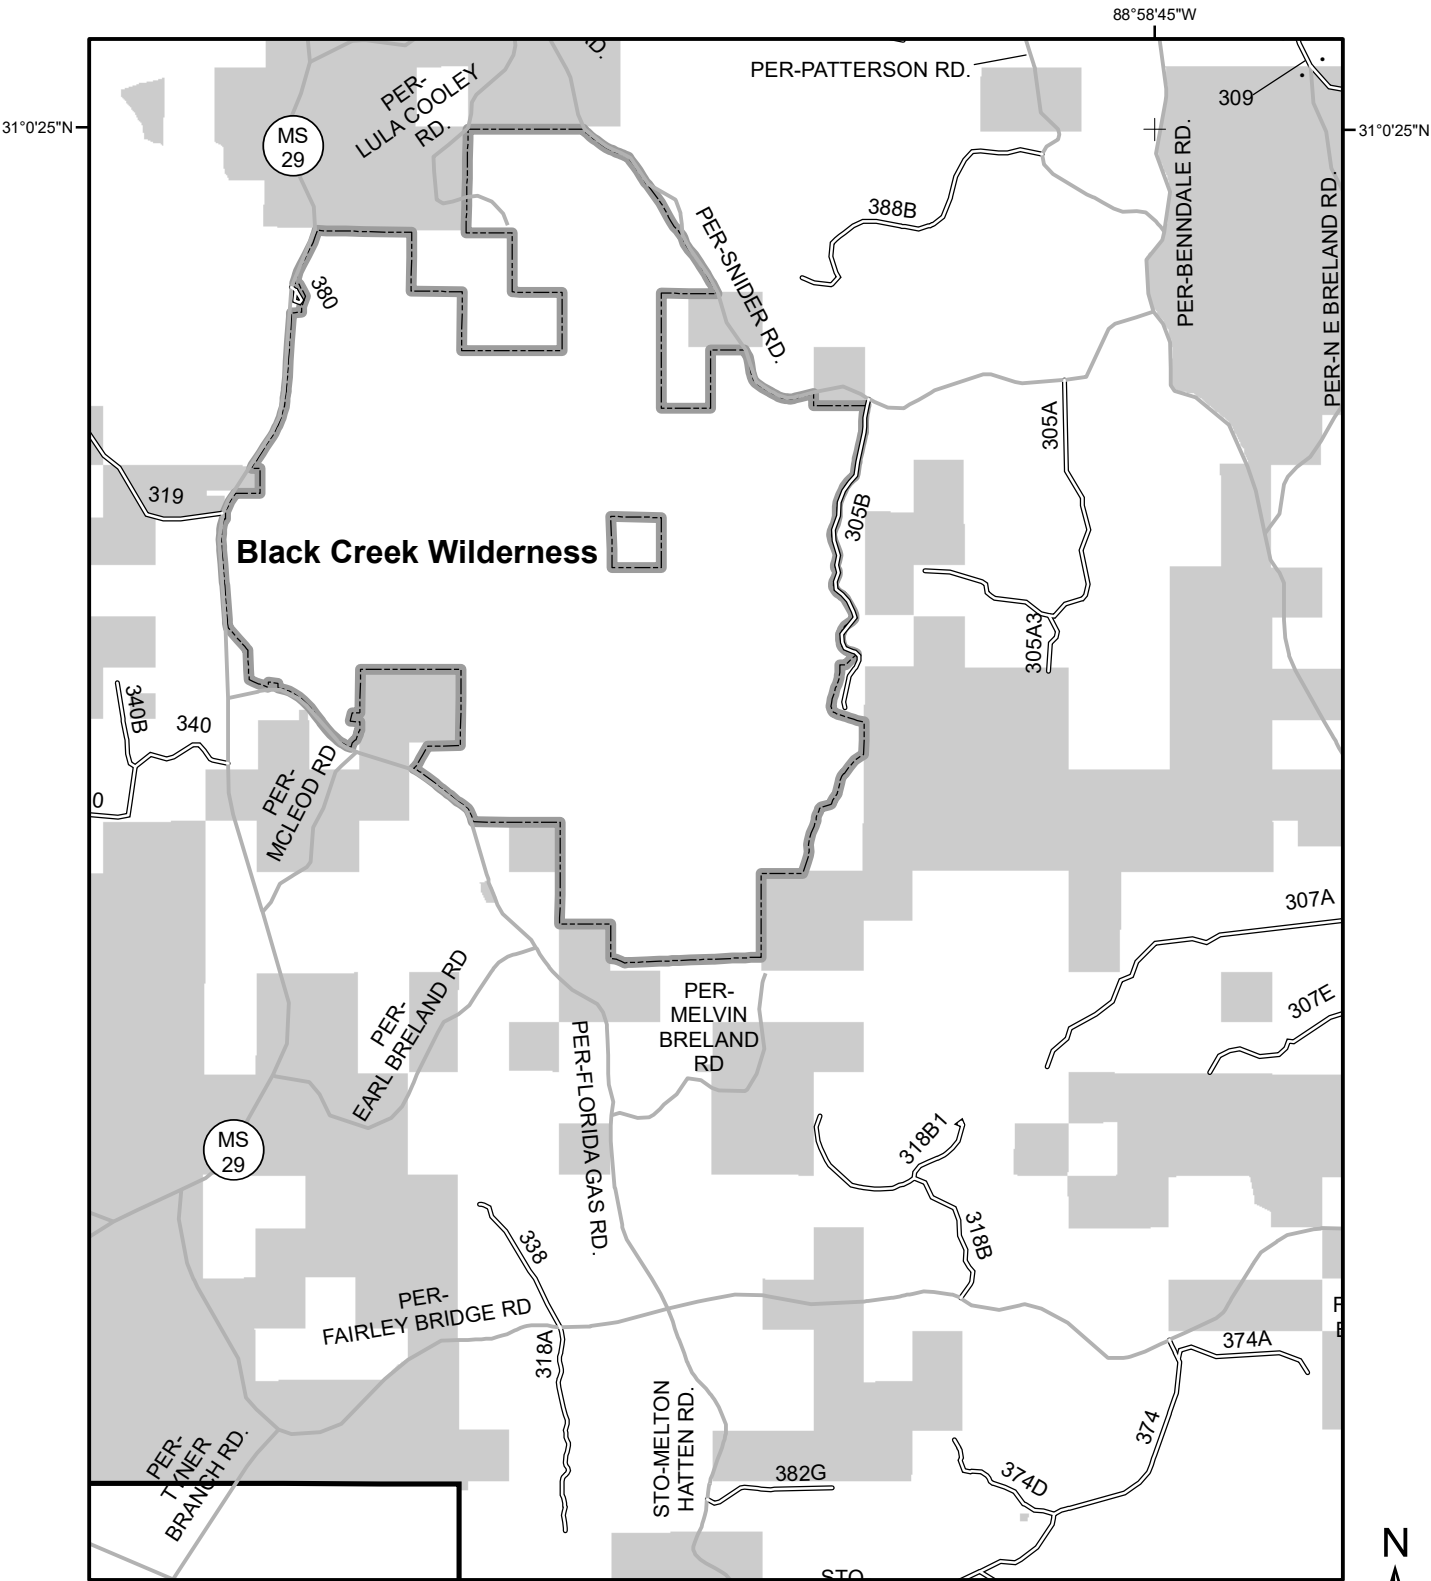 88°58'45"W
D.
PER-PATTERSON RD.
309
PER-
LULA COOLEY
RD.
31°0'25"N
31°0'25"N
MS
29
388B
PER-SNIDER RD.
PER-BENNDALE RD.
PER-N E BRELAND RD.
380
305A
319
305B
Black Creek Wilderness
305A3
340B
340
0
PER-
MCLEOD RD
307A
307E
PER-
EARL BRELAND RD
PER-
MELVIN
BRELAND
RD
PER-FLORIDA GAS RD.
MS
29
318B1
318B
338
PER-
FAIRLEY BRIDGE RD
318A
374A
374
STO-MELTON
HATTEN RD.
PER-
TYNER
BRANCH RD.
382G
374D
STO
N